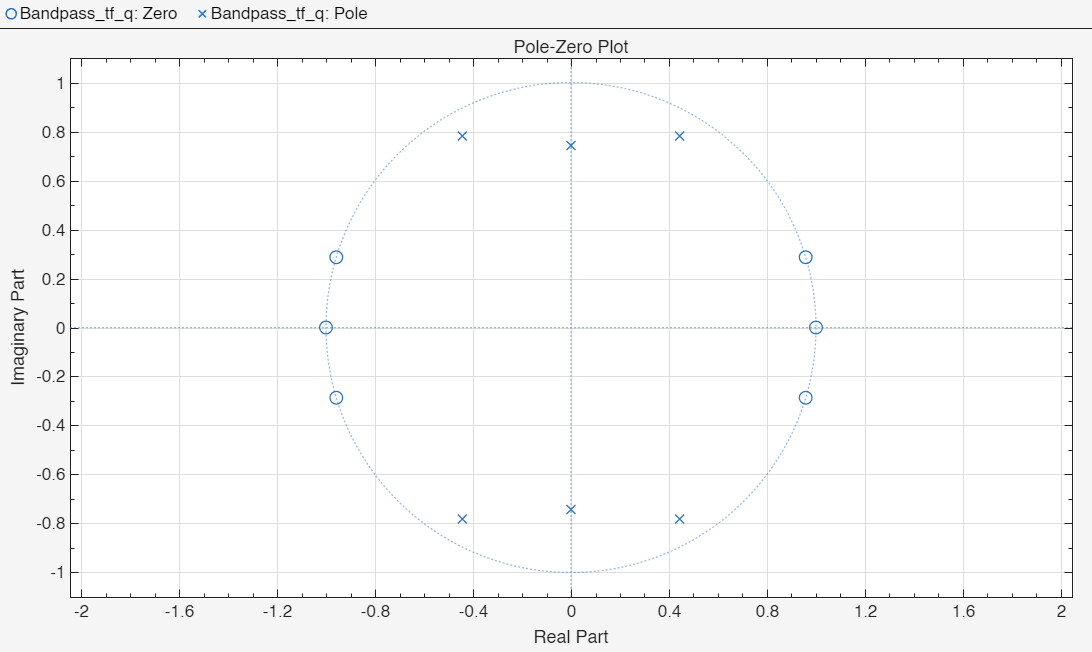 Bandpass_tf_q: Zero Bandpass_tf_q: Pole
Pole-Zero Plot
1
0.8
0.6
0.4
0.2
0
-0.2
-0.4
-0.6
-0.8
-1
Imaginary Part
-2 -1.6 -1.2 -0.8 -0.4 0 0.4 0.8 1.2 1.6 2
Real Part